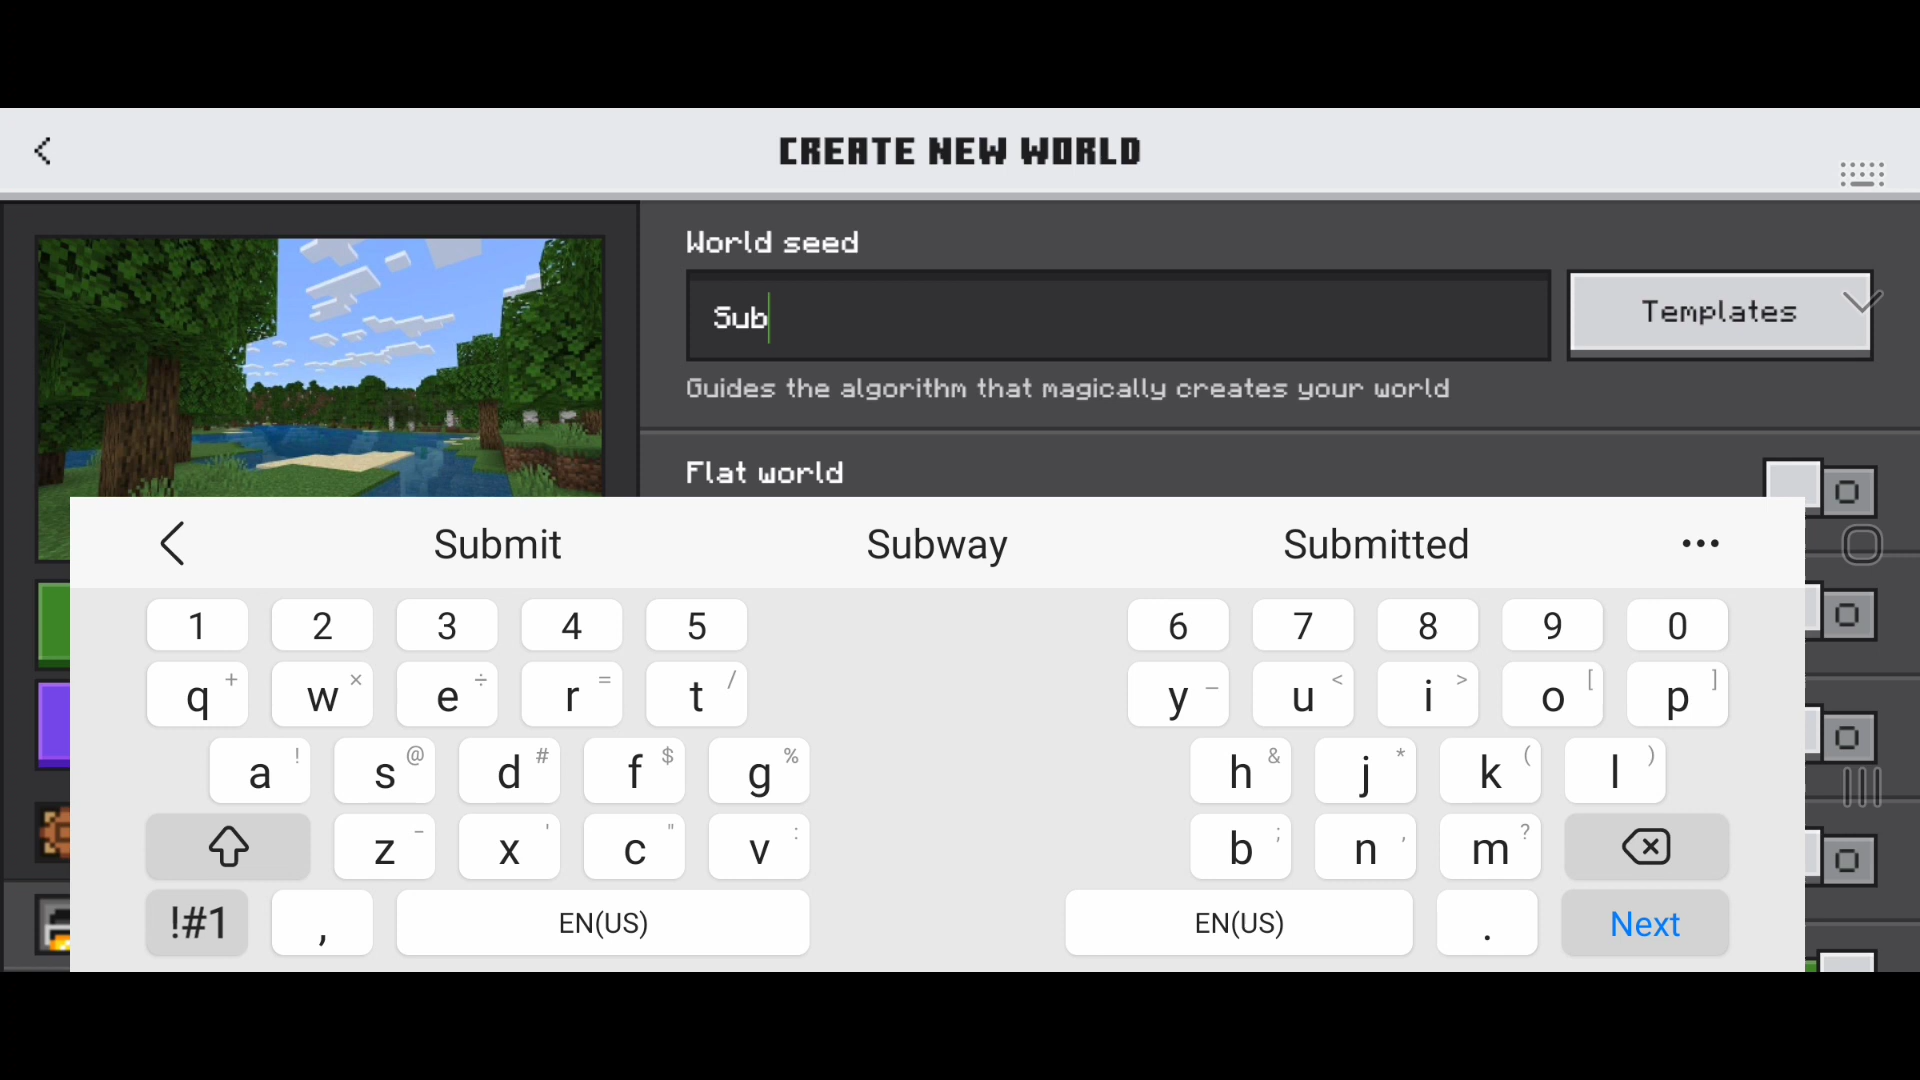 CREATE NEW WORLD
World seed
Sub
Templates
Guides the algorithm that magically creates your world
Flat world
Submit Subway Submitted
1 2 3 4 5 6 7 8 9 0
q + w × e ÷ r = t / y _ u < i > o [ p ]
a ! s @ d # f $ g % h & j * k ( l )
z - x ' c " v : b ; n , m ?
!#1 , EN(US) EN(US) . Next